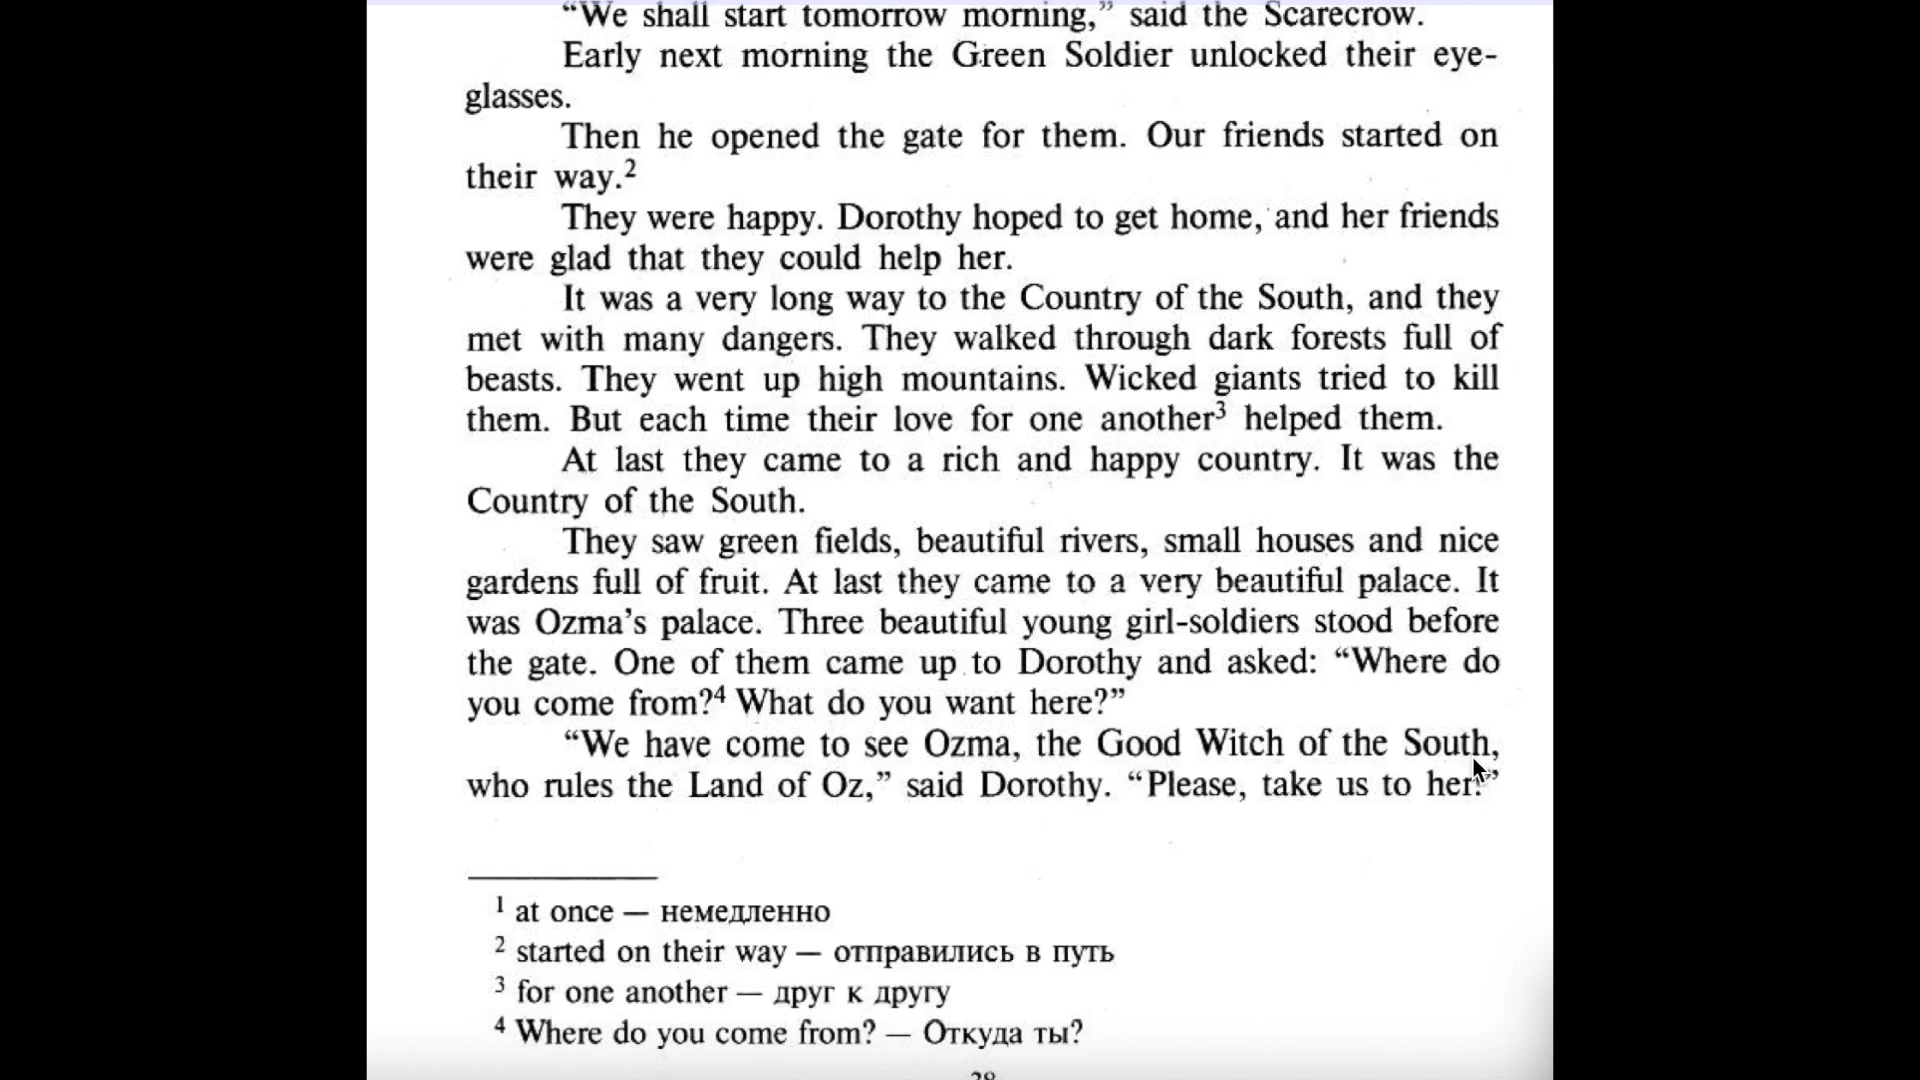 “We shall start tomorrow morning,” said the Scarecrow.
Early next morning the Green Soldier unlocked their eye-
glasses.
Then he opened the gate for them. Our friends started on
their way.2
They were happy. Dorothy hoped to get home, and her friends
were glad that they could help her.
It was a very long way to the Country of the South, and they
met with many dangers. They walked through dark forests full of
beasts. They went up high mountains. Wicked giants tried to kill
them. But each time their love for one another3 helped them.
At last they came to a rich and happy country. It was the
Country of the South.
They saw green fields, beautiful rivers, small houses and nice
gardens full of fruit. At last they came to a very beautiful palace. It
was Ozma’s palace. Three beautiful young girl-soldiers stood before
the gate. One of them came up to Dorothy and asked: “Where do
you come from?4 What do you want here?”
“We have come to see Ozma, the Good Witch of the South,
who rules the Land of Oz,” said Dorothy. “Please, take us to her.”
1 at once — немедленно
2 started on their way — отправились в путь
3 for one another — друг к другу
4 Where do you come from? — Откуда ты?